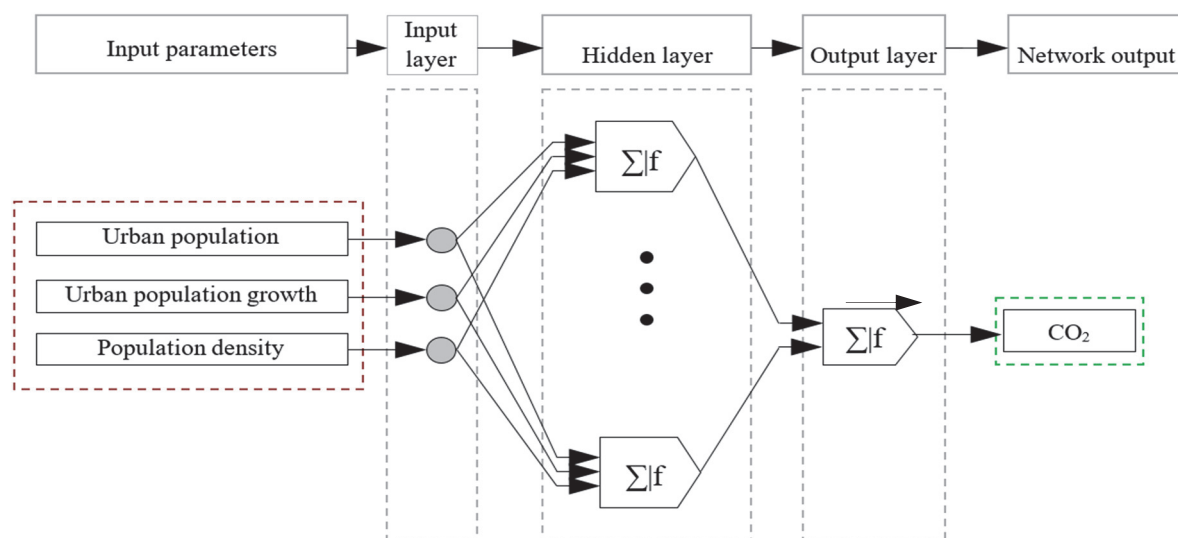 Input parameters
Input
layer
Hidden layer
Output layer
Network output
∑|f
Urban population
Urban population growth
Population density
∑|f
CO₂
∑|f